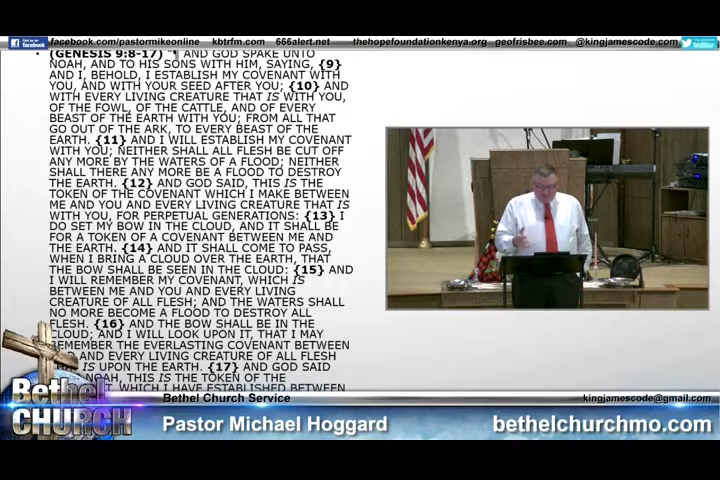 facebook.com/pastormikeonline kbtrfm.com 666alert.net thehopefoundationkenya.org geofrisbee.com @kingjamescode.com
• (GENESIS 9:8-17) "¶ AND GOD SPAKE UNTO
NOAH, AND TO HIS SONS WITH HIM, SAYING, {9}
AND I, BEHOLD, I ESTABLISH MY COVENANT WITH
YOU, AND WITH YOUR SEED AFTER YOU; {10} AND
WITH EVERY LIVING CREATURE THAT IS WITH YOU,
OF THE FOWL, OF THE CATTLE, AND OF EVERY
BEAST OF THE EARTH WITH YOU; FROM ALL THAT
GO OUT OF THE ARK, TO EVERY BEAST OF THE
EARTH. {11} AND I WILL ESTABLISH MY COVENANT
WITH YOU; NEITHER SHALL ALL FLESH BE CUT OFF
ANY MORE BY THE WATERS OF A FLOOD; NEITHER
SHALL THERE ANY MORE BE A FLOOD TO DESTROY
THE EARTH. {12} AND GOD SAID, THIS IS THE
TOKEN OF THE COVENANT WHICH I MAKE BETWEEN
ME AND YOU AND EVERY LIVING CREATURE THAT IS
WITH YOU, FOR PERPETUAL GENERATIONS: {13} I
DO SET MY BOW IN THE CLOUD, AND IT SHALL BE
FOR A TOKEN OF A COVENANT BETWEEN ME AND
THE EARTH. {14} AND IT SHALL COME TO PASS,
WHEN I BRING A CLOUD OVER THE EARTH, THAT
THE BOW SHALL BE SEEN IN THE CLOUD: {15} AND
I WILL REMEMBER MY COVENANT, WHICH IS
BETWEEN ME AND YOU AND EVERY LIVING
CREATURE OF ALL FLESH; AND THE WATERS SHALL
NO MORE BECOME A FLOOD TO DESTROY ALL
FLESH. {16} AND THE BOW SHALL BE IN THE
CLOUD; AND I WILL LOOK UPON IT, THAT I MAY
REMEMBER THE EVERLASTING COVENANT BETWEEN
AND EVERY LIVING CREATURE OF ALL FLESH
IS UPON THE EARTH. {17} AND GOD SAID
NOAH, THIS IS THE TOKEN OF THE
WHICH I HAVE ESTABLISHED BETWEEN
Bethel
CHURCH
Bethel Church Service
kingjamescode@gmail.com
Pastor Michael Hoggard
bethelchurchmo.com